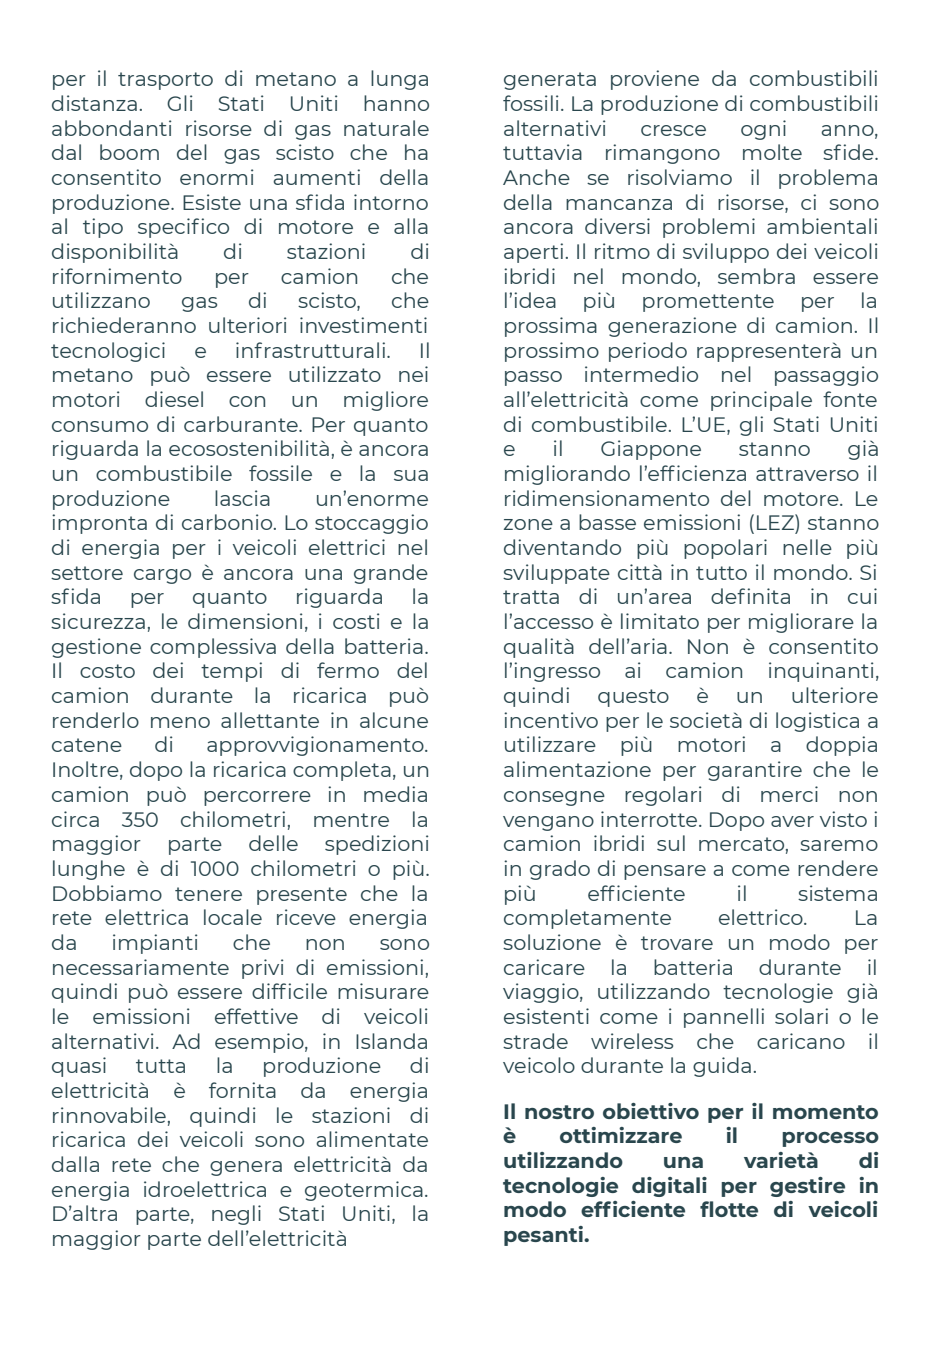 per il trasporto di metano a lunga
distanza. Gli Stati Uniti hanno
abbondanti risorse di gas naturale
dal boom del gas scisto che ha
consentito enormi aumenti della
produzione. Esiste una sfida intorno
al tipo specifico di motore e alla
disponibilità di stazioni di
rifornimento per camion che
utilizzano gas di scisto, che
richiederanno ulteriori investimenti
tecnologici e infrastrutturali. Il
metano può essere utilizzato nei
motori diesel con un migliore
consumo di carburante. Per quanto
riguarda la ecosostenibilità, è ancora
un combustibile fossile e la sua
produzione lascia un’enorme
impronta di carbonio. Lo stoccaggio
di energia per i veicoli elettrici nel
settore cargo è ancora una grande
sfida per quanto riguarda la
sicurezza, le dimensioni, i costi e la
gestione complessiva della batteria.
Il costo dei tempi di fermo del
camion durante la ricarica può
renderlo meno allettante in alcune
catene di approvvigionamento.
Inoltre, dopo la ricarica completa, un
camion può percorrere in media
circa 350 chilometri, mentre la
maggior parte delle spedizioni
lunghe è di 1000 chilometri o più.
Dobbiamo tenere presente che la
rete elettrica locale riceve energia
da impianti che non sono
necessariamente privi di emissioni,
quindi può essere difficile misurare
le emissioni effettive di veicoli
alternativi. Ad esempio, in Islanda
quasi tutta la produzione di
elettricità è fornita da energia
rinnovabile, quindi le stazioni di
ricarica dei veicoli sono alimentate
dalla rete che genera elettricità da
energia idroelettrica e geotermica.
D’altra parte, negli Stati Uniti, la
maggior parte dell’elettricità
generata proviene da combustibili
fossili. La produzione di combustibili
alternativi cresce ogni anno,
tuttavia rimangono molte sfide.
Anche se risolviamo il problema
della mancanza di risorse, ci sono
ancora diversi problemi ambientali
aperti. Il ritmo di sviluppo dei veicoli
ibridi nel mondo, sembra essere
l’idea più promettente per la
prossima generazione di camion. Il
prossimo periodo rappresenterà un
passo intermedio nel passaggio
all’elettricità come principale fonte
di combustibile. L’UE, gli Stati Uniti
e il Giappone stanno già
migliorando l’efficienza attraverso il
ridimensionamento del motore. Le
zone a basse emissioni (LEZ) stanno
diventando più popolari nelle più
sviluppate città in tutto il mondo. Si
tratta di un’area definita in cui
l’accesso è limitato per migliorare la
qualità dell’aria. Non è consentito
l’ingresso ai camion inquinanti,
quindi questo è un ulteriore
incentivo per le società di logistica a
utilizzare più motori a doppia
alimentazione per garantire che le
consegne regolari di merci non
vengano interrotte. Dopo aver visto i
camion ibridi sul mercato, saremo
in grado di pensare a come rendere
più efficiente il sistema
completamente elettrico. La
soluzione è trovare un modo per
caricare la batteria durante il
viaggio, utilizzando tecnologie già
esistenti come i pannelli solari o le
strade wireless che caricano il
veicolo durante la guida.
Il nostro obiettivo per il momento
è ottimizzare il processo
utilizzando una varietà di
tecnologie digitali per gestire in
modo efficiente flotte di veicoli
pesanti.